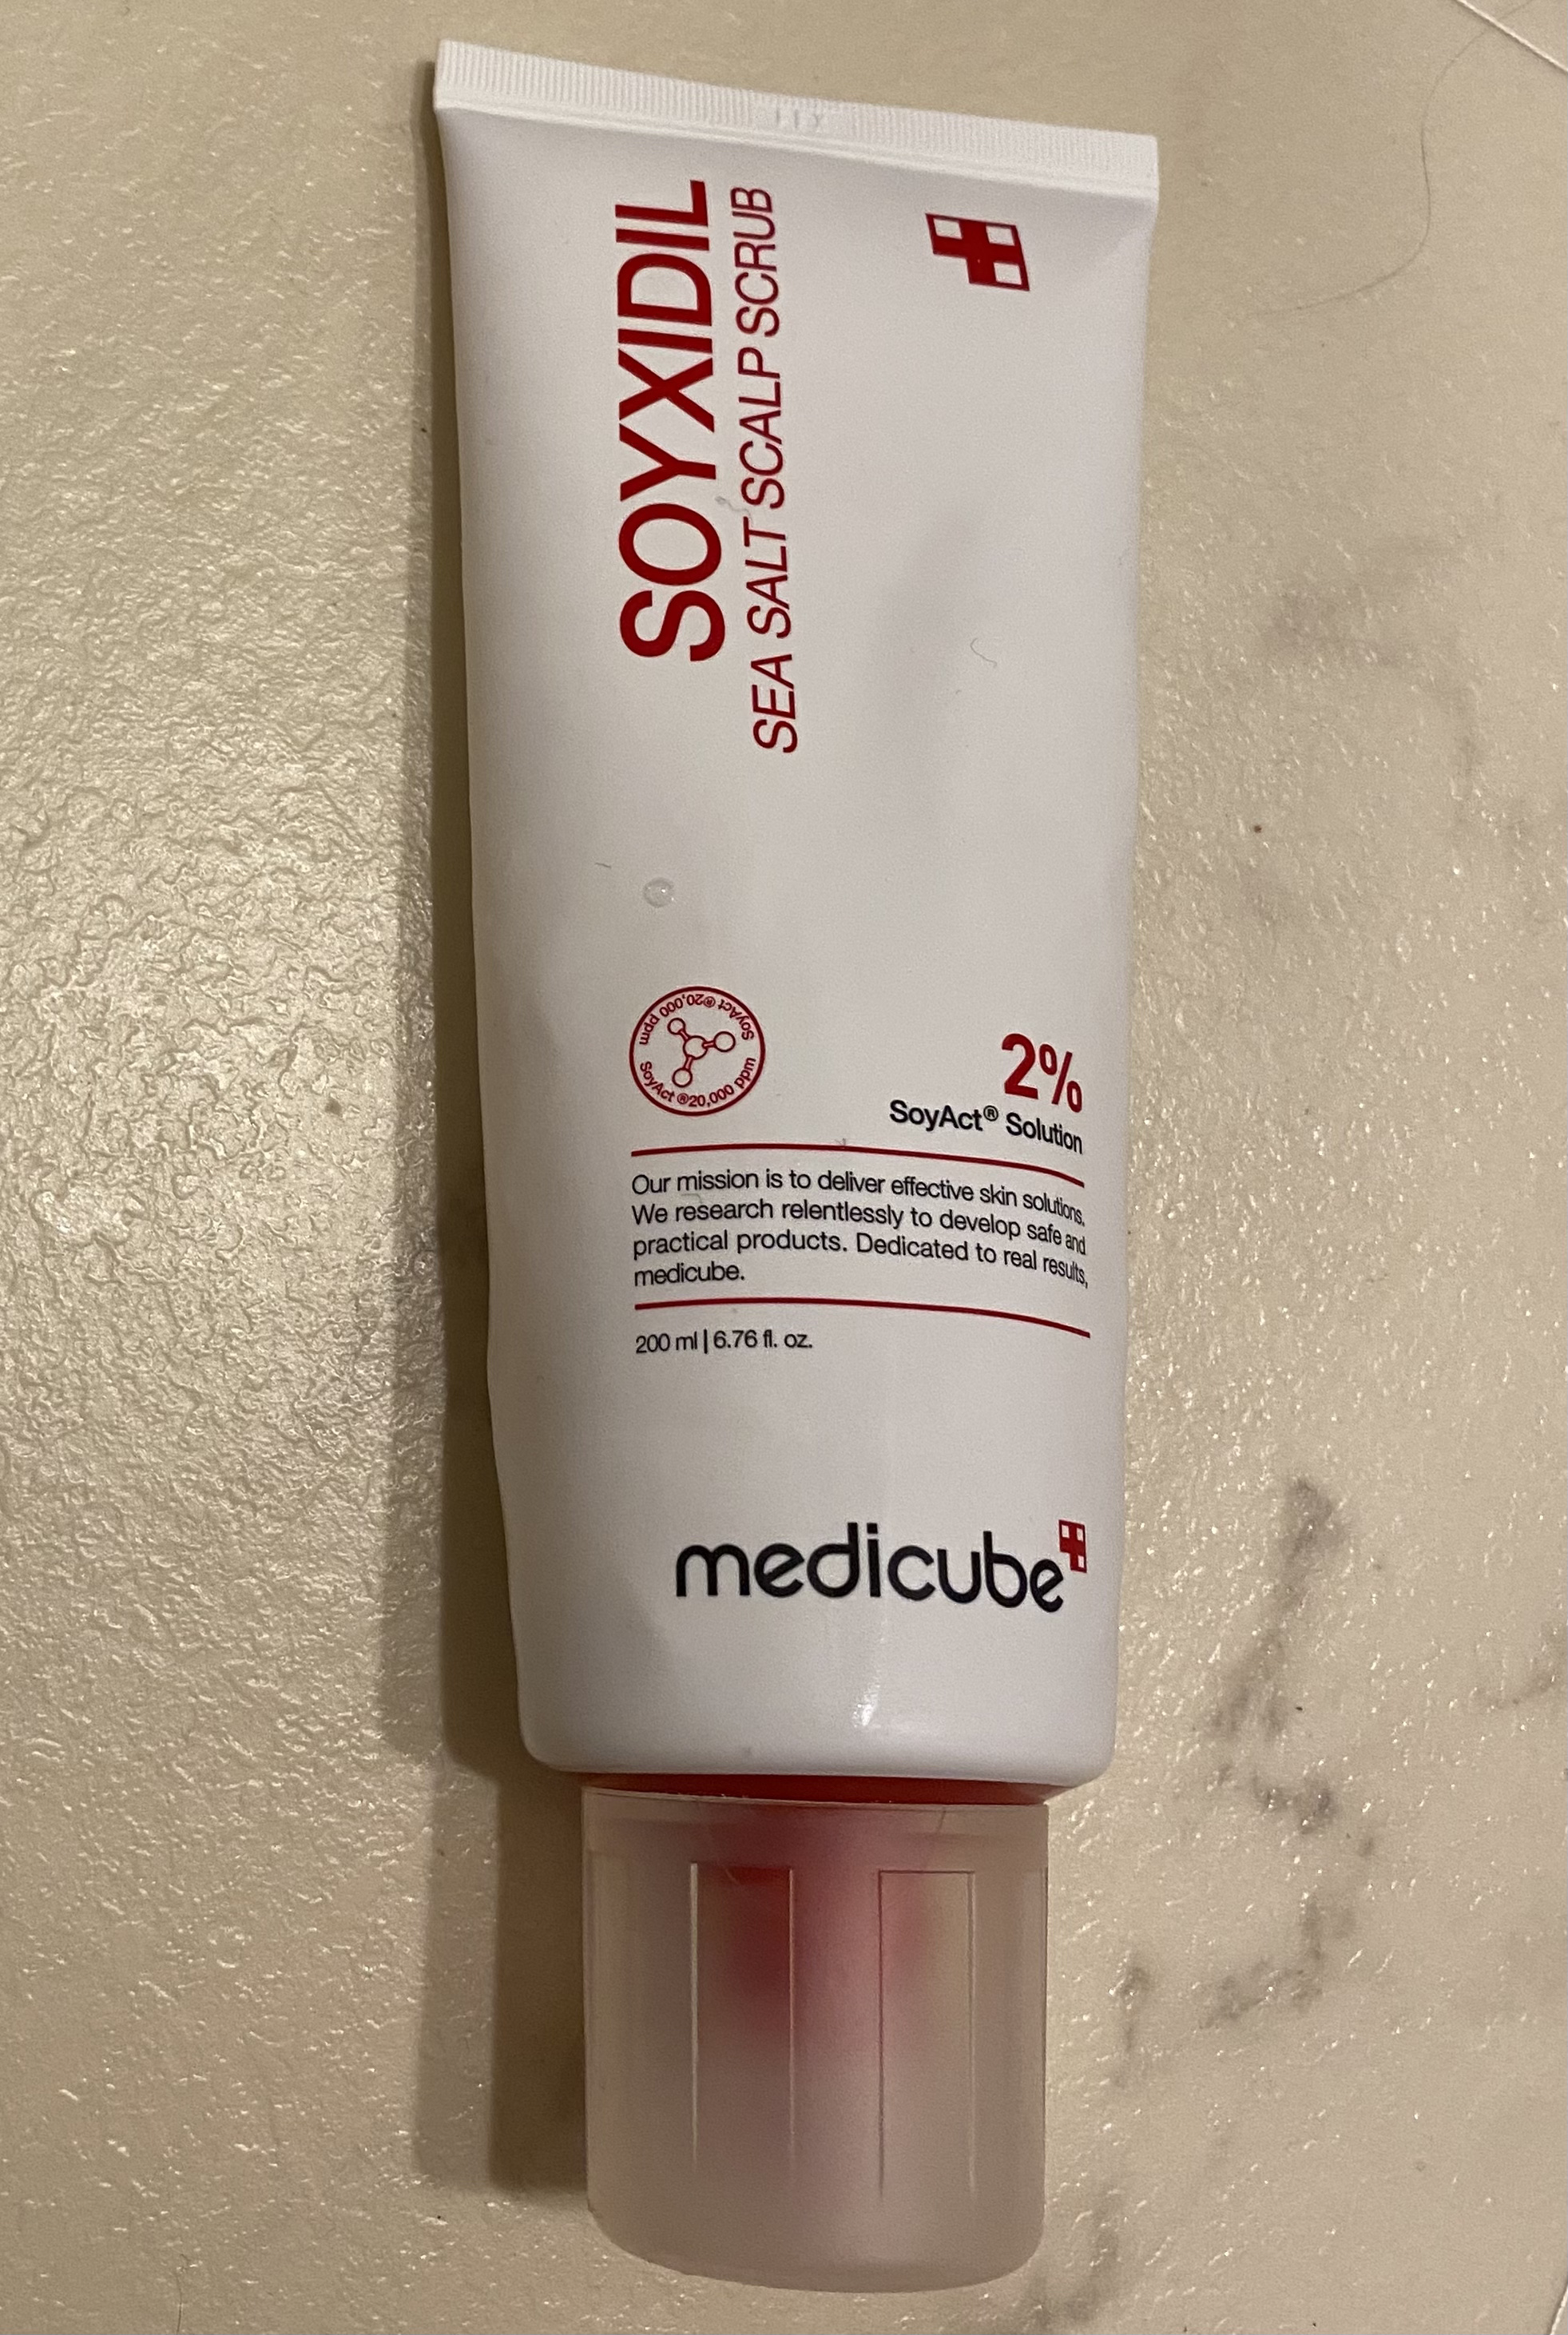 SOYXIDIL
SEA SALT SCALP SCRUB
SoyAct ®20,000 ppm
SoyAct ®20,000 ppm
2%
SoyAct® Solution
Our mission is to deliver effective skin solutions.
We research relentlessly to develop safe and
practical products. Dedicated to real results,
medicube.
200 ml | 6.76 fl. oz.
medicube